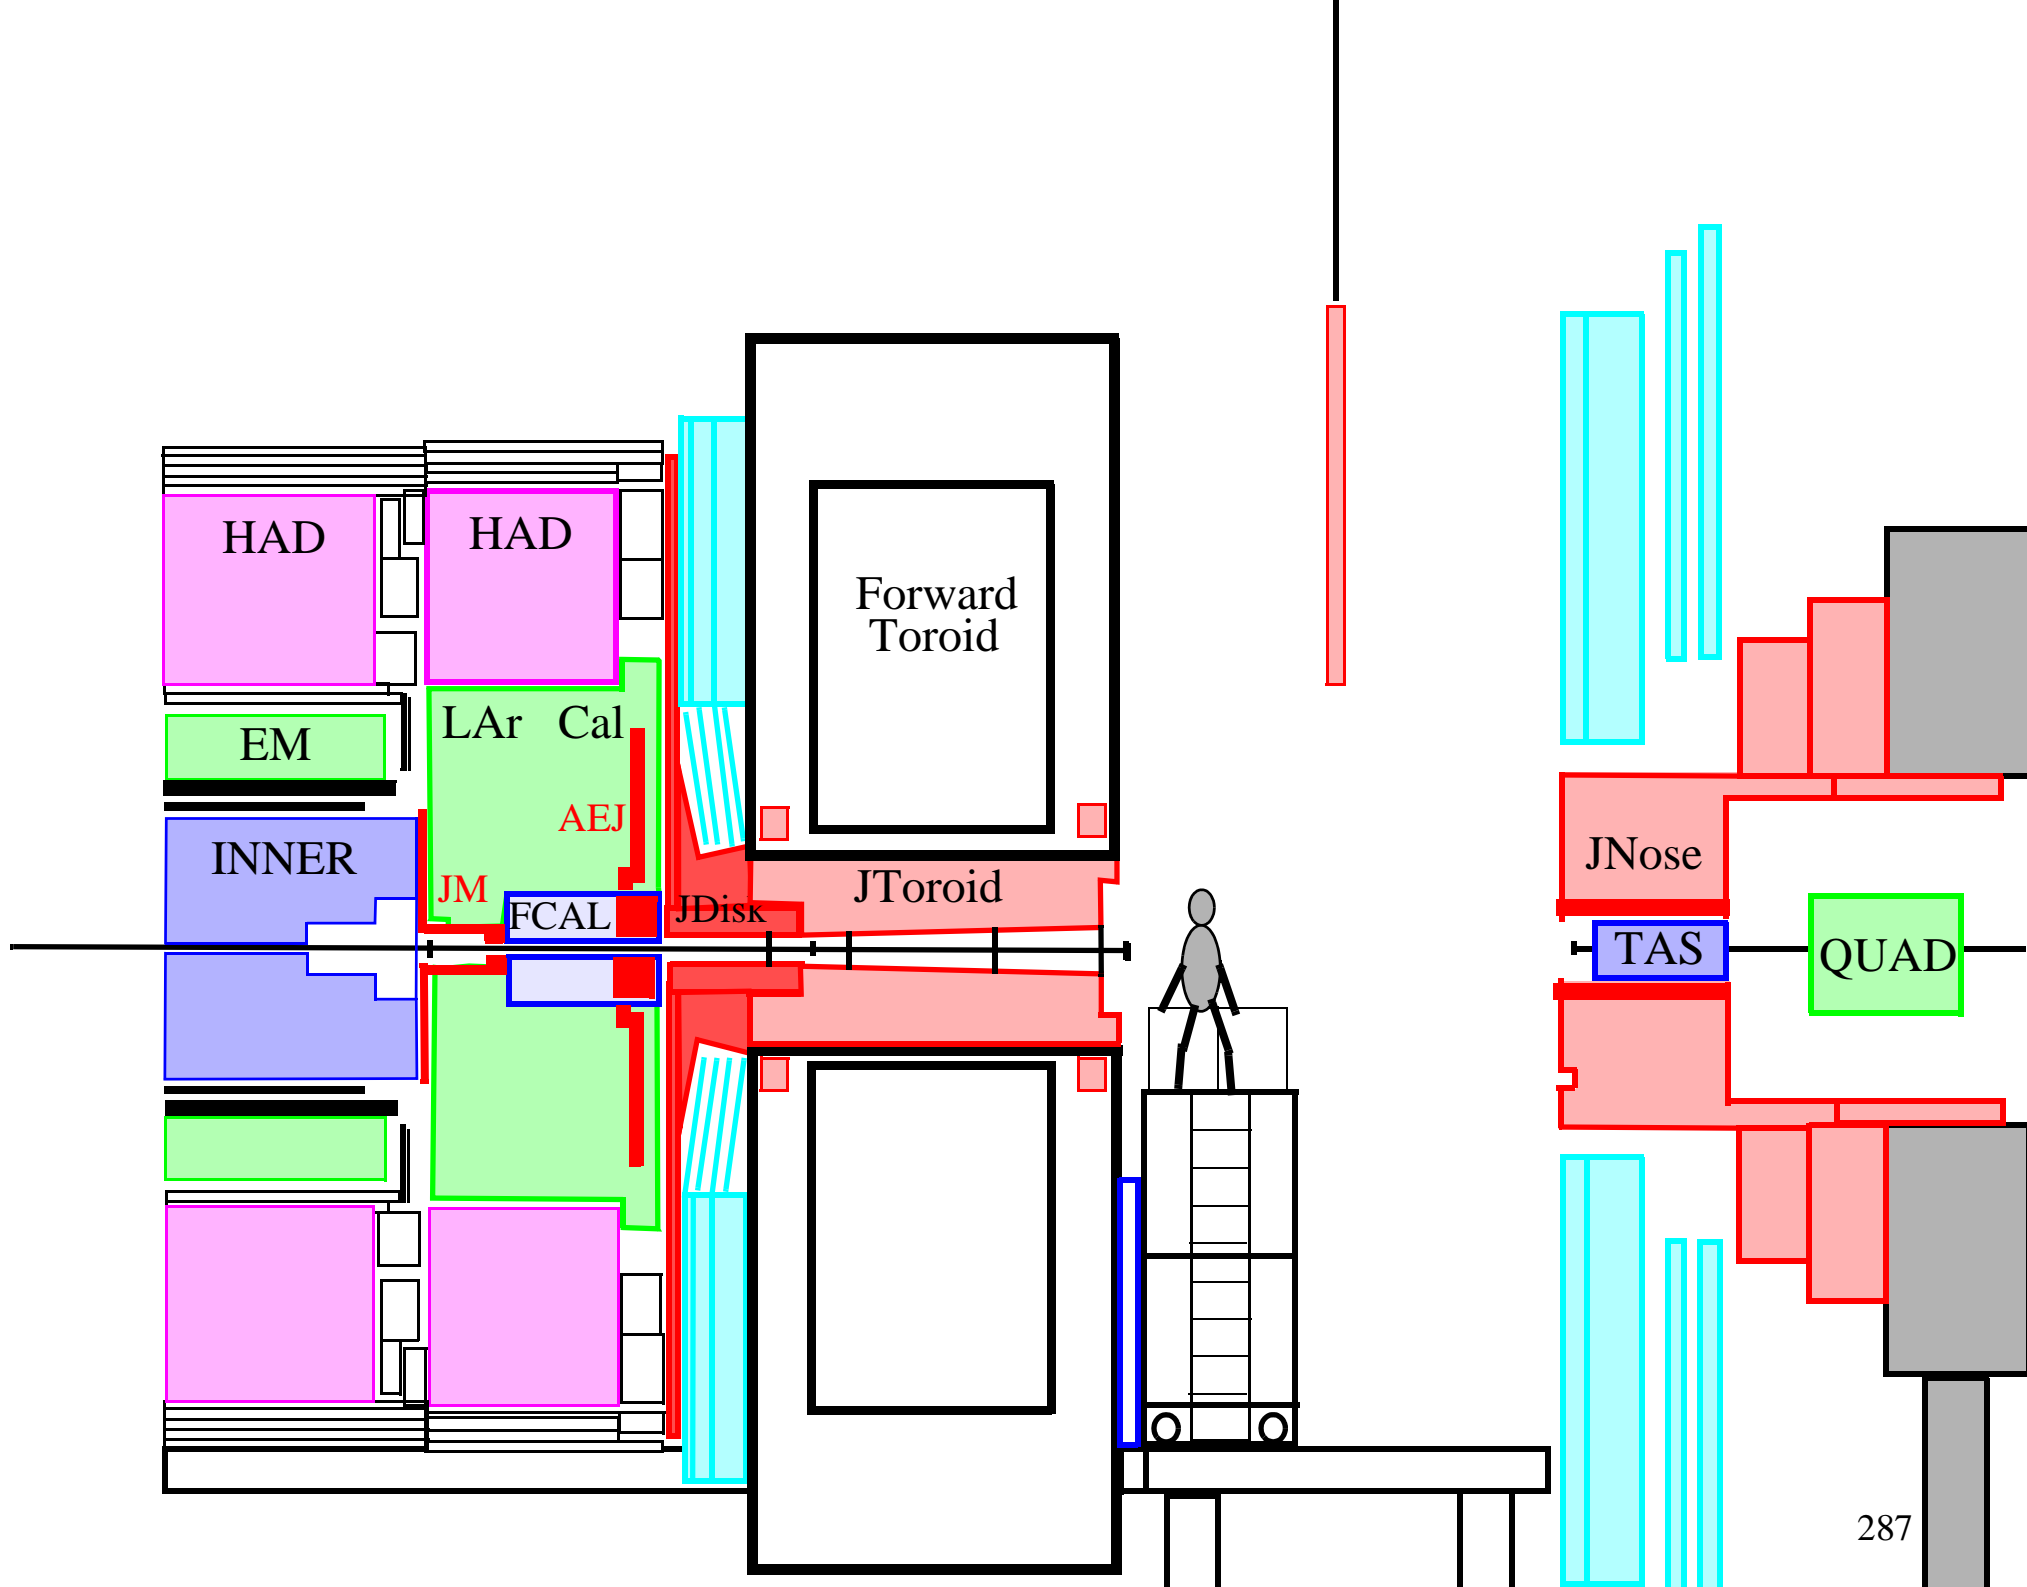 HAD
HAD
Forward
Toroid
LAr Cal
EM
AEJ
INNER
JM
FCAL
JDisk
JToroid
JNose
TAS
QUAD
287